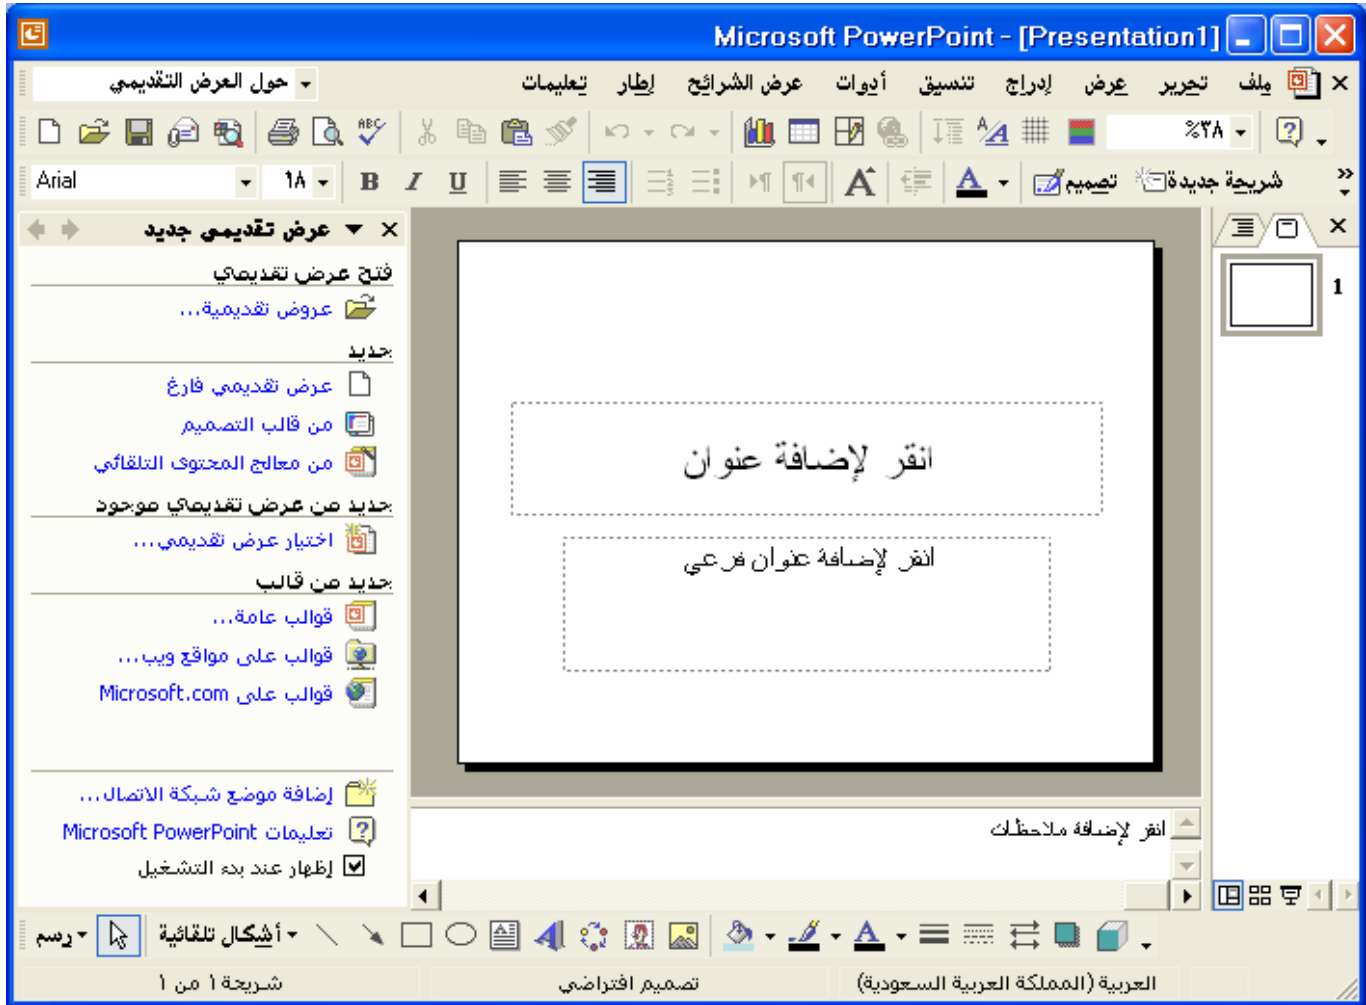 Microsoft PowerPoint - [Presentation1]
ملف تحرير عرض إدراج تنسيق أدوات عرض الشرائح إطار تعليمات
حول العرض التقديمي
ABC
٣٨%
Arial ١٨ B I U A A شريحة جديدة تصميم
عرض تقديمي جديد
فتح عرض تقديمي
عروض تقديمية...
جديد
عرض تقديمي فارغ
من قالب التصميم
من معالج المحتوى التلقائي
جديد من عرض تقديمي موجود
اختيار عرض تقديمي...
جديد من قالب
قوالب عامة...
قوالب على مواقع ويب...
قوالب على Microsoft.com
إضافة موضع شبكة الاتصال...
تعليمات Microsoft PowerPoint
إظهار عند بدء التشغيل
انقر لإضافة عنوان
انقر لإضافة عنوان فرعي
انقر لإضافة ملاحظات
1
رسم أشكال تلقائية
شريحة ١ من ١
تصميم افتراضي
العربية (المملكة العربية السعودية)